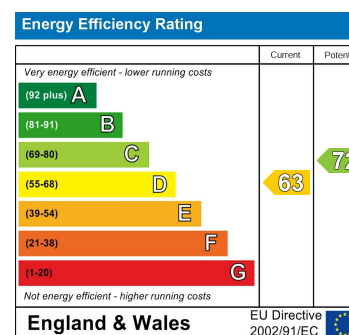 Energy Efficiency Rating
Current
Very energy efficient - lower running costs
(92 plus) A
(81-91) B
(69-80) C
(55-68) D
(39-54) E
(21-38) F
(1-20) G
63
Not energy efficient - higher running costs
England & Wales
EU Directive
2002/91/EC